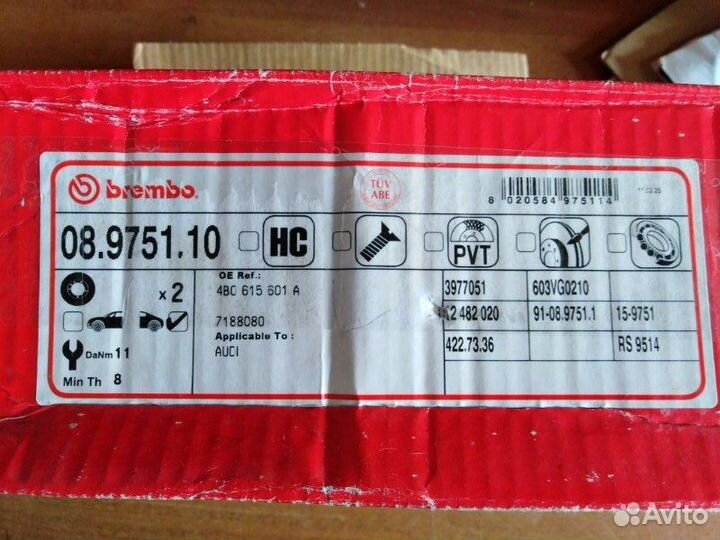 brembo.
TÜV
ABE
8 020584 975114
08.9751.10
HC
PVT
x 2
OE Ref.:
4B0 615 601 A
7188080
Applicable To :
AUDI
DaNm 11
Min Th 8
3977051
603VG0210
2 482 020
91-08.9751.1
15-9751
422.73.36
RS 9514
Avito